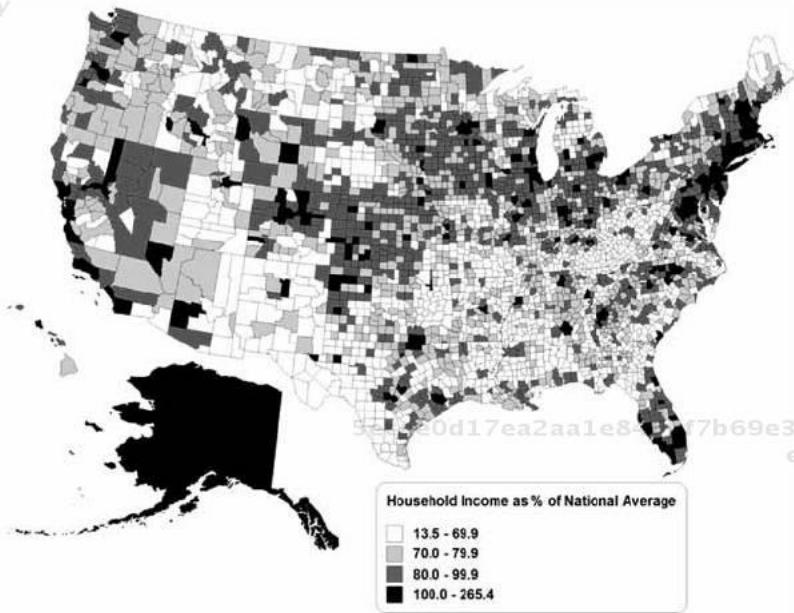 Household Income as % of National Average
13.5 - 69.9
70.0 - 79.9
80.0 - 99.9
100.0 - 265.4